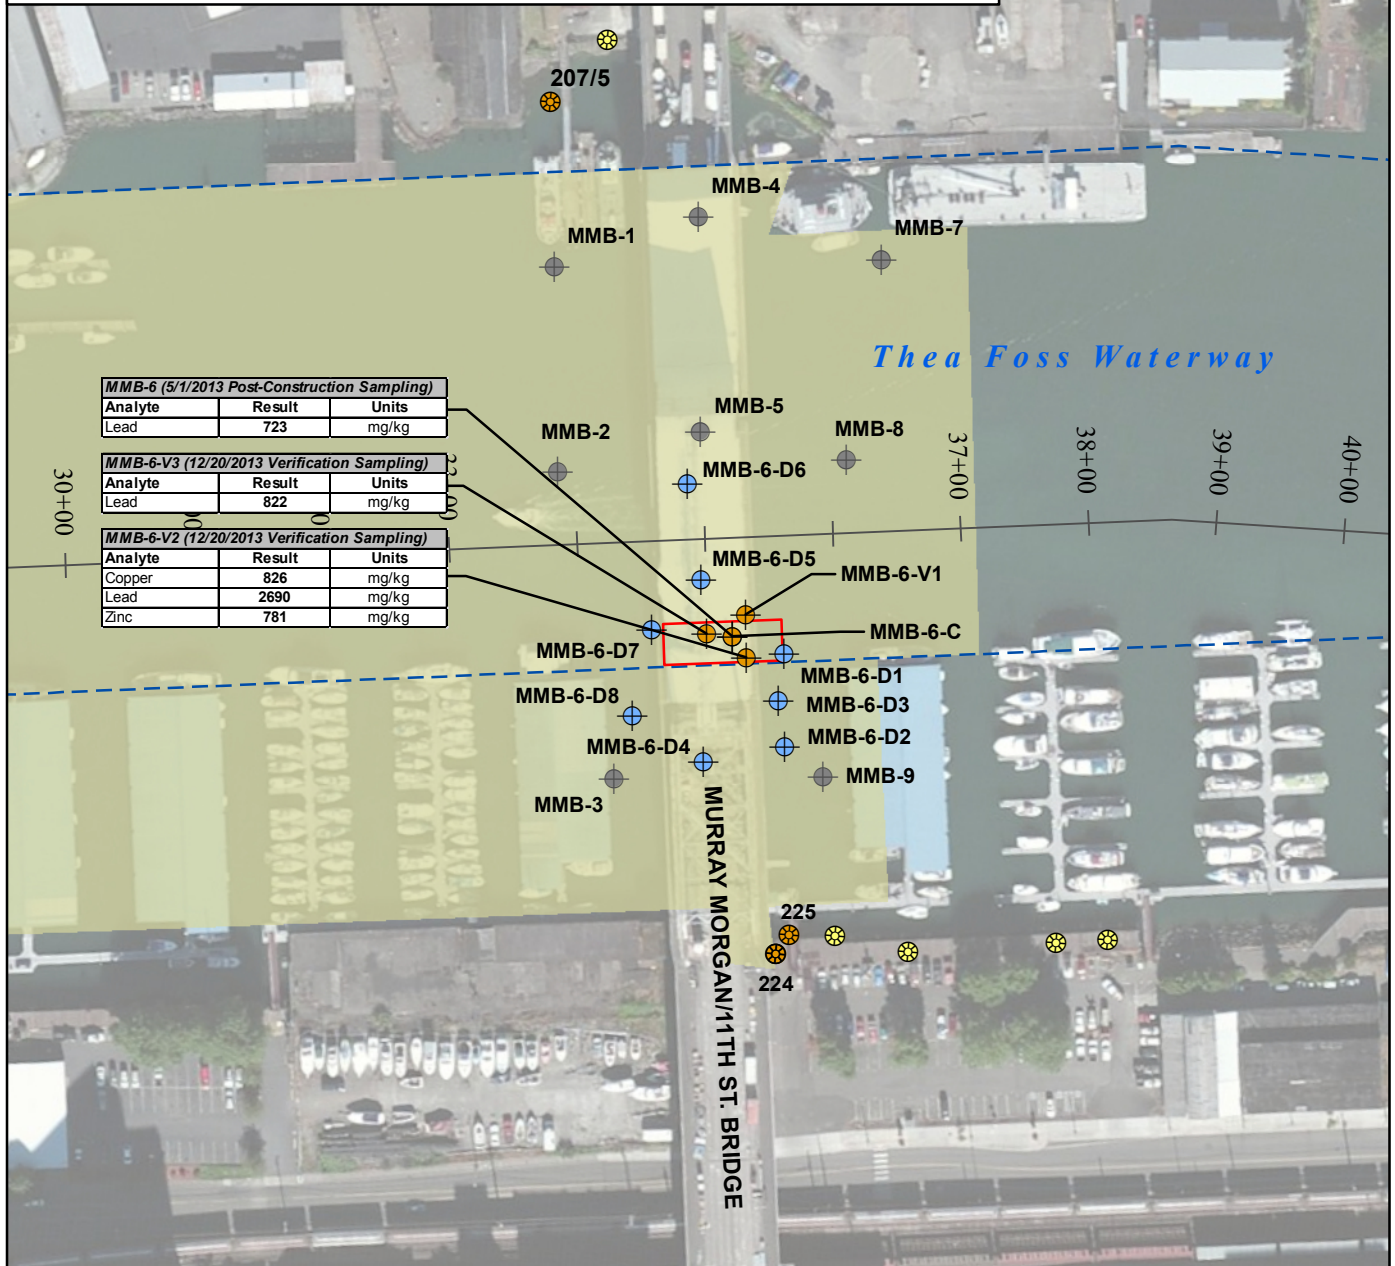 207/5
MMB-4
MMB-1
MMB-7
Thea Foss Waterway
MMB-6 (5/1/2013 Post-Construction Sampling)
Analyte Result Units
Lead 723 mg/kg
MMB-5
MMB-2
MMB-8
MMB-6-V3 (12/20/2013 Verification Sampling)
Analyte Result Units
Lead 822 mg/kg
MMB-6-D6
30+00
37+00
38+00
39+00
40+00
MMB-6-V2 (12/20/2013 Verification Sampling)
Analyte Result Units
Copper 826 mg/kg
Lead 2690 mg/kg
Zinc 781 mg/kg
MMB-6-D5
MMB-6-V1
MMB-6-C
MMB-6-D7
MMB-6-D1
MMB-6-D8
MMB-6-D3
MMB-6-D4
MMB-6-D2
MMB-9
MMB-3
MURRAY MORGAN/11TH ST. BRIDGE
225
224